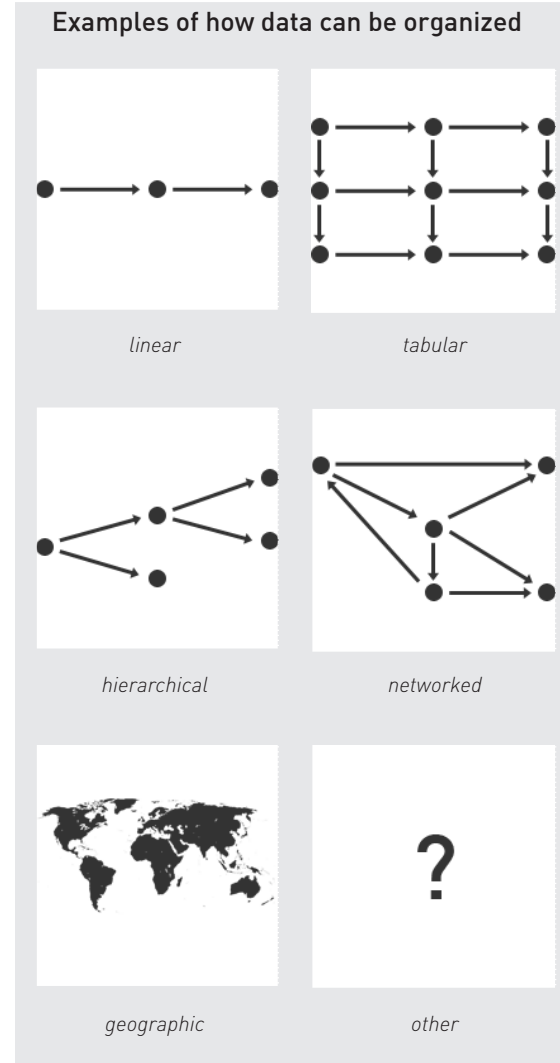 Examples of how data can be organized
linear
tabular
hierarchical
networked
?
geographic
other